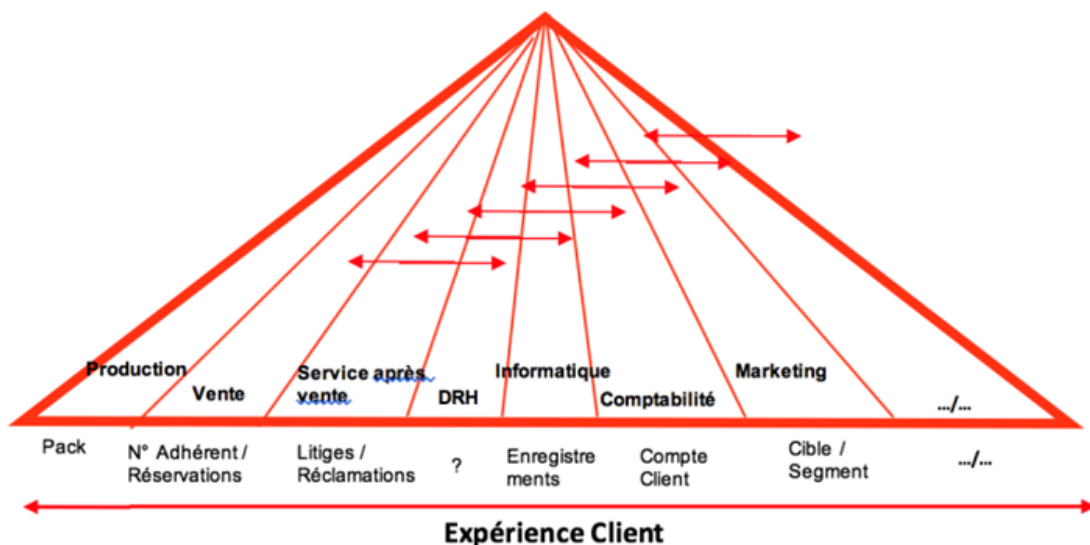 Production
Vente
Service après
vente
DRH
Informatique
Comptabilité
Marketing
.../...
Pack
N° Adhérent /
Réservations
Litiges /
Réclamations
?
Enregistre
ments
Compte
Client
Cible /
Segment
.../...
Expérience Client